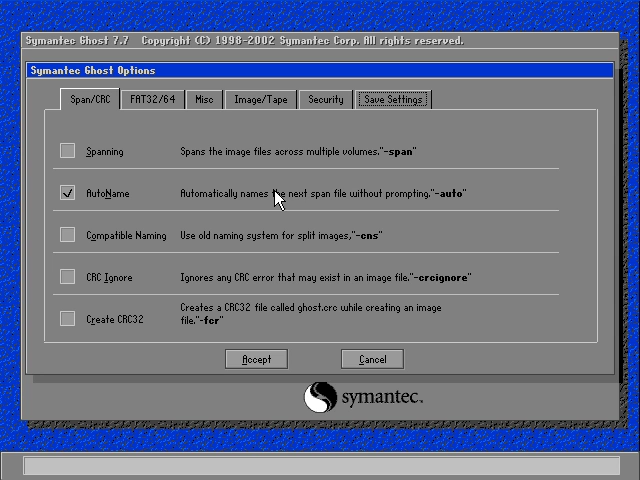 Symantec Ghost 7.7 Copyright (C) 1998-2002 Symantec Corp. All rights reserved.
Symantec Ghost Options
Span/CRC FAT32/64 Misc Image/Tape Security Save Settings
Spanning Spans the image files across multiple volumes."-span"
AutoName Automatically names the next span file without prompting."-auto"
Compatible Naming Use old naming system for split images,"-cns"
CRC Ignore Ignores any CRC error that may exist in an image file."-crcignore"
Create CRC32 Creates a CRC32 file called ghost.crc while creating an image
file."-fcr"
Accept Cancel
symantec™